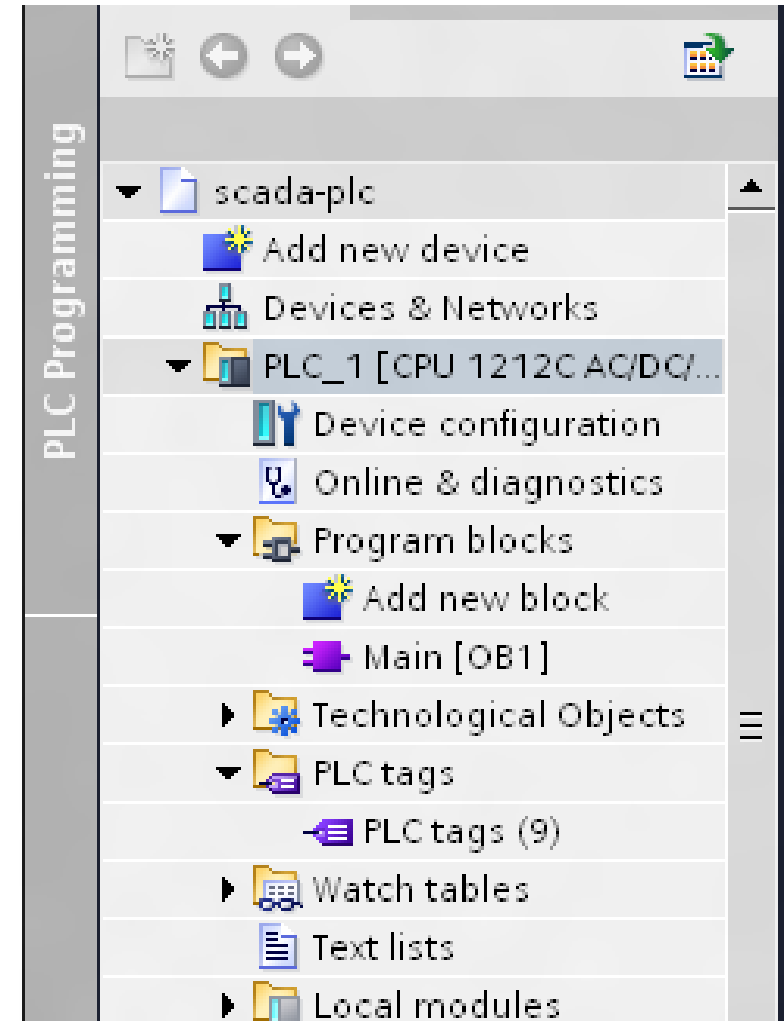 PLC Programming
scada-plc
Add new device
Devices & Networks
PLC_1 [CPU 1212C AC/DC/...
Device configuration
Online & diagnostics
Program blocks
Add new block
Main [OB1]
Technological Objects
PLC tags
PLC tags (9)
Watch tables
Text lists
Local modules